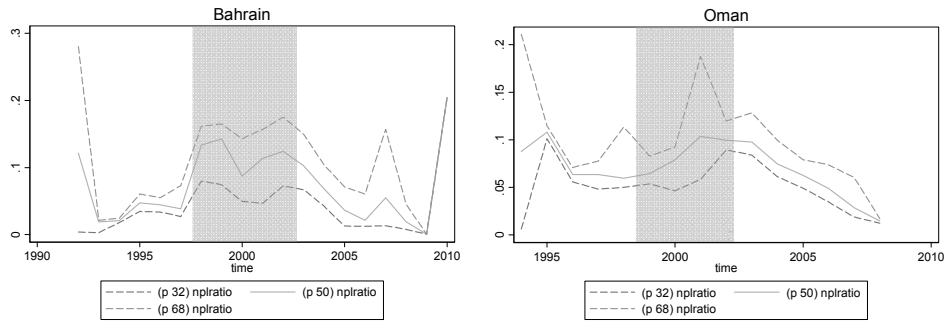 Bahrain
.3
.2
.1
0
1990 1995 2000 2005 2010
time
(p 32) nplratio (p 50) nplratio
(p 68) nplratio
Oman
.2
.15
.1
.05
0
1995 2000 2005 2010
time
(p 32) nplratio (p 50) nplratio
(p 68) nplratio